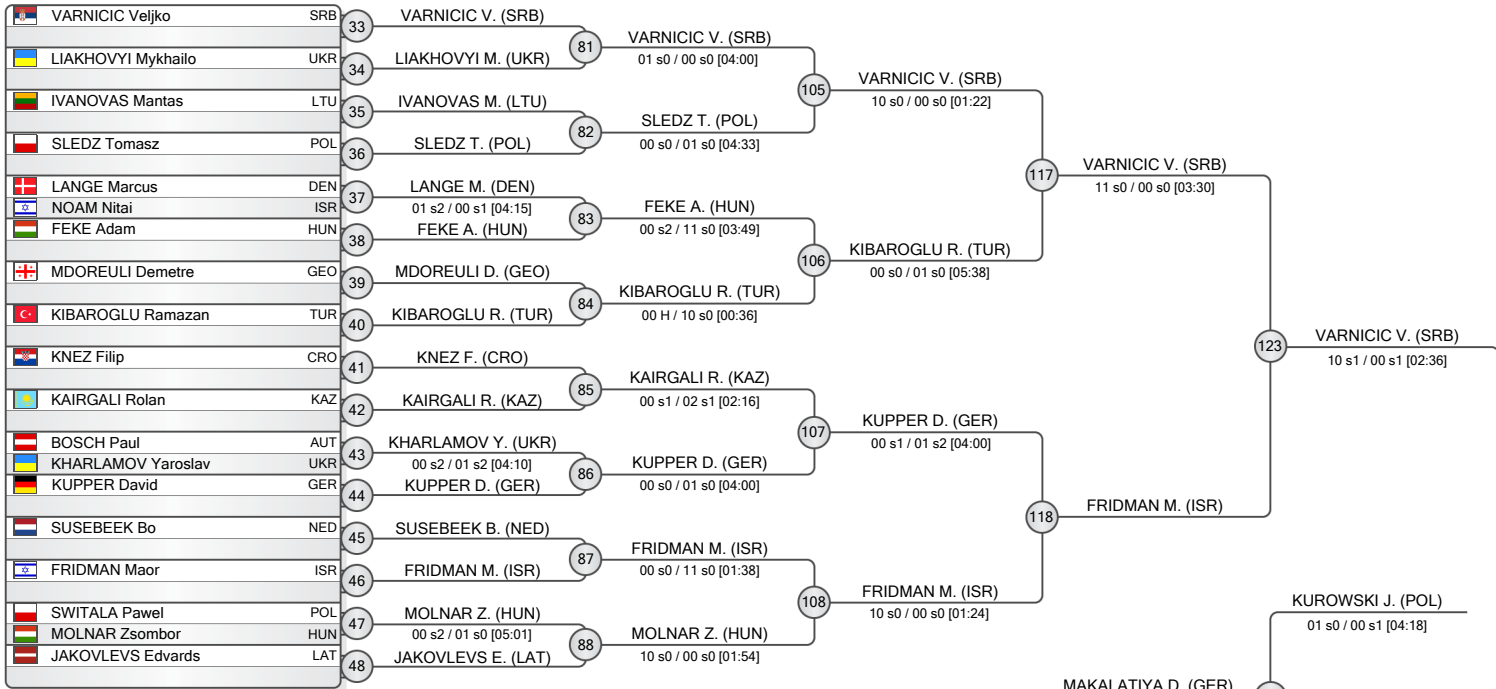 VARNICIC Veljko SRB
LIAKHOVYI Mykhailo UKR
IVANOVAS Mantas LTU
SLEDZ Tomasz POL
LANGE Marcus DEN
NOAM Nitai ISR
FEKE Adam HUN
MDOREULI Demetre GEO
KIBAROGLU Ramazan TUR
KNEZ Filip CRO
KAIRGALI Rolan KAZ
BOSCH Paul AUT
KHARLAMOV Yaroslav UKR
KUPPER David GER
SUSEBEEK Bo NED
FRIDMAN Maor ISR
SWITALA Pawel POL
MOLNAR Zsombor HUN
JAKOVLEVS Edvards LAT
33
34
35
36
37
38
39
40
41
42
43
44
45
46
47
48
VARNICIC V. (SRB)
LIAKHOVYI M. (UKR)
IVANOVAS M. (LTU)
SLEDZ T. (POL)
LANGE M. (DEN)
01 s2 / 00 s1 [04:15]
FEKE A. (HUN)
MDOREULI D. (GEO)
KIBAROGLU R. (TUR)
KNEZ F. (CRO)
KAIRGALI R. (KAZ)
KHARLAMOV Y. (UKR)
00 s2 / 01 s2 [04:10]
KUPPER D. (GER)
SUSEBEEK B. (NED)
FRIDMAN M. (ISR)
MOLNAR Z. (HUN)
00 s2 / 01 s0 [05:01]
JAKOVLEVS E. (LAT)
81
82
83
84
85
86
87
88
VARNICIC V. (SRB)
01 s0 / 00 s0 [04:00]
SLEDZ T. (POL)
00 s0 / 01 s0 [04:33]
FEKE A. (HUN)
00 s2 / 11 s0 [03:49]
KIBAROGLU R. (TUR)
00 H / 10 s0 [00:36]
KAIRGALI R. (KAZ)
00 s1 / 02 s1 [02:16]
KUPPER D. (GER)
00 s0 / 01 s0 [04:00]
FRIDMAN M. (ISR)
00 s0 / 11 s0 [01:38]
MOLNAR Z. (HUN)
10 s0 / 00 s0 [01:54]
105
106
107
108
VARNICIC V. (SRB)
10 s0 / 00 s0 [01:22]
KIBAROGLU R. (TUR)
00 s0 / 01 s0 [05:38]
KUPPER D. (GER)
00 s1 / 01 s2 [04:00]
FRIDMAN M. (ISR)
10 s0 / 00 s0 [01:24]
117
118
VARNICIC V. (SRB)
11 s0 / 00 s0 [03:30]
FRIDMAN M. (ISR)
123
VARNICIC V. (SRB)
10 s1 / 00 s1 [02:36]
KUROWSKI J. (POL)
01 s0 / 00 s1 [04:18]
MAKALATIYA D. (GER)